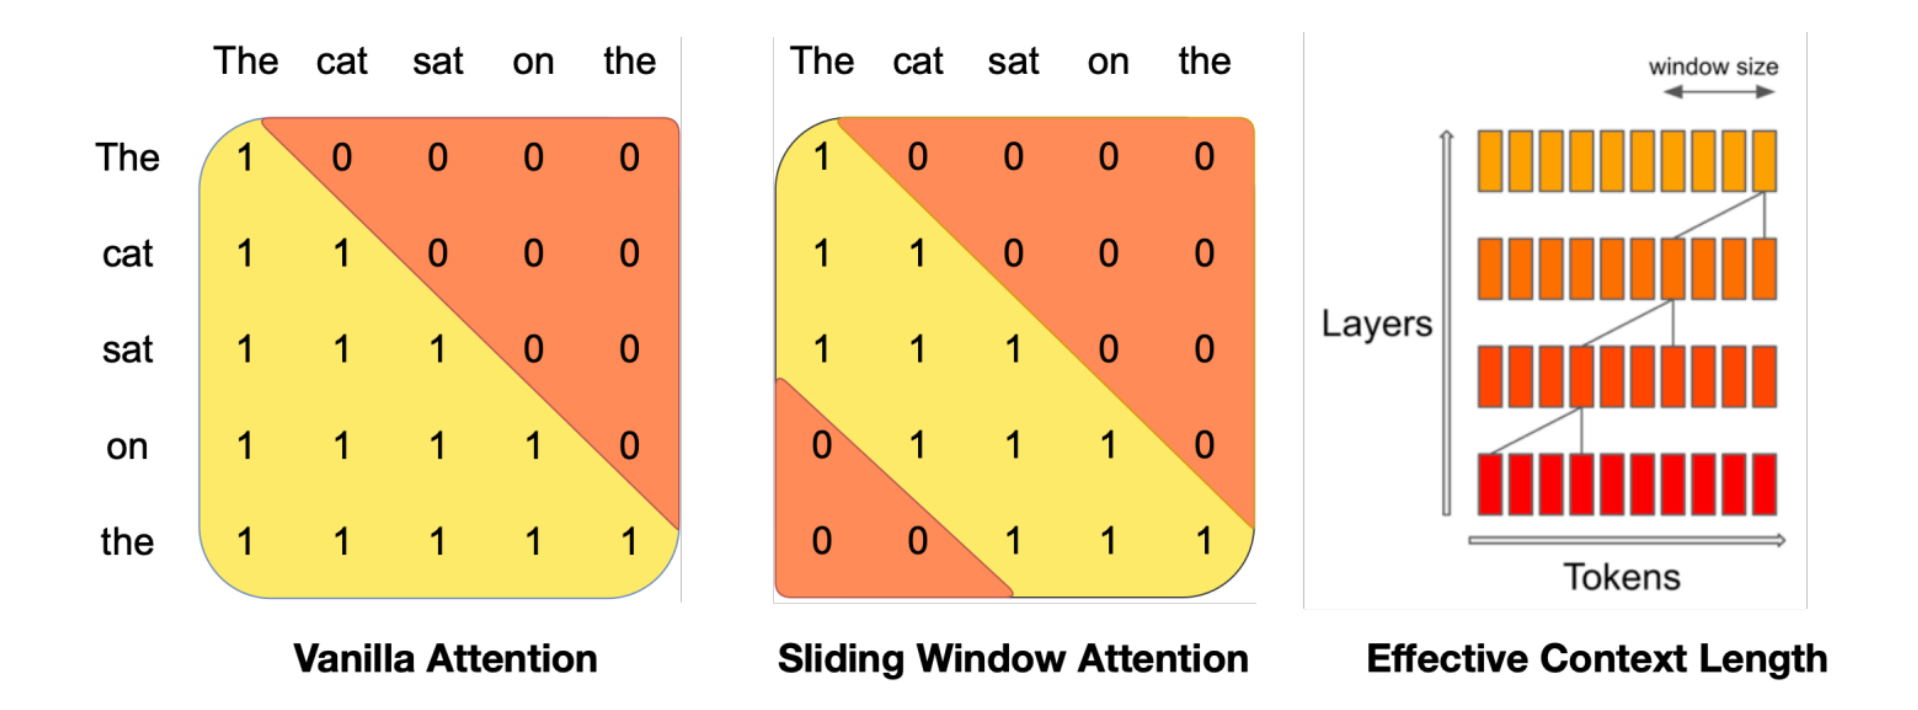 The cat sat on the
The 1 0 0 0 0
cat 1 1 0 0 0
sat 1 1 1 0 0
on 1 1 1 1 0
the 1 1 1 1 1
Vanilla Attention
The cat sat on the
1 0 0 0 0
1 1 0 0 0
1 1 1 0 0
0 1 1 1 0
0 0 1 1 1
Sliding Window Attention
window size
Layers
Tokens
Effective Context Length